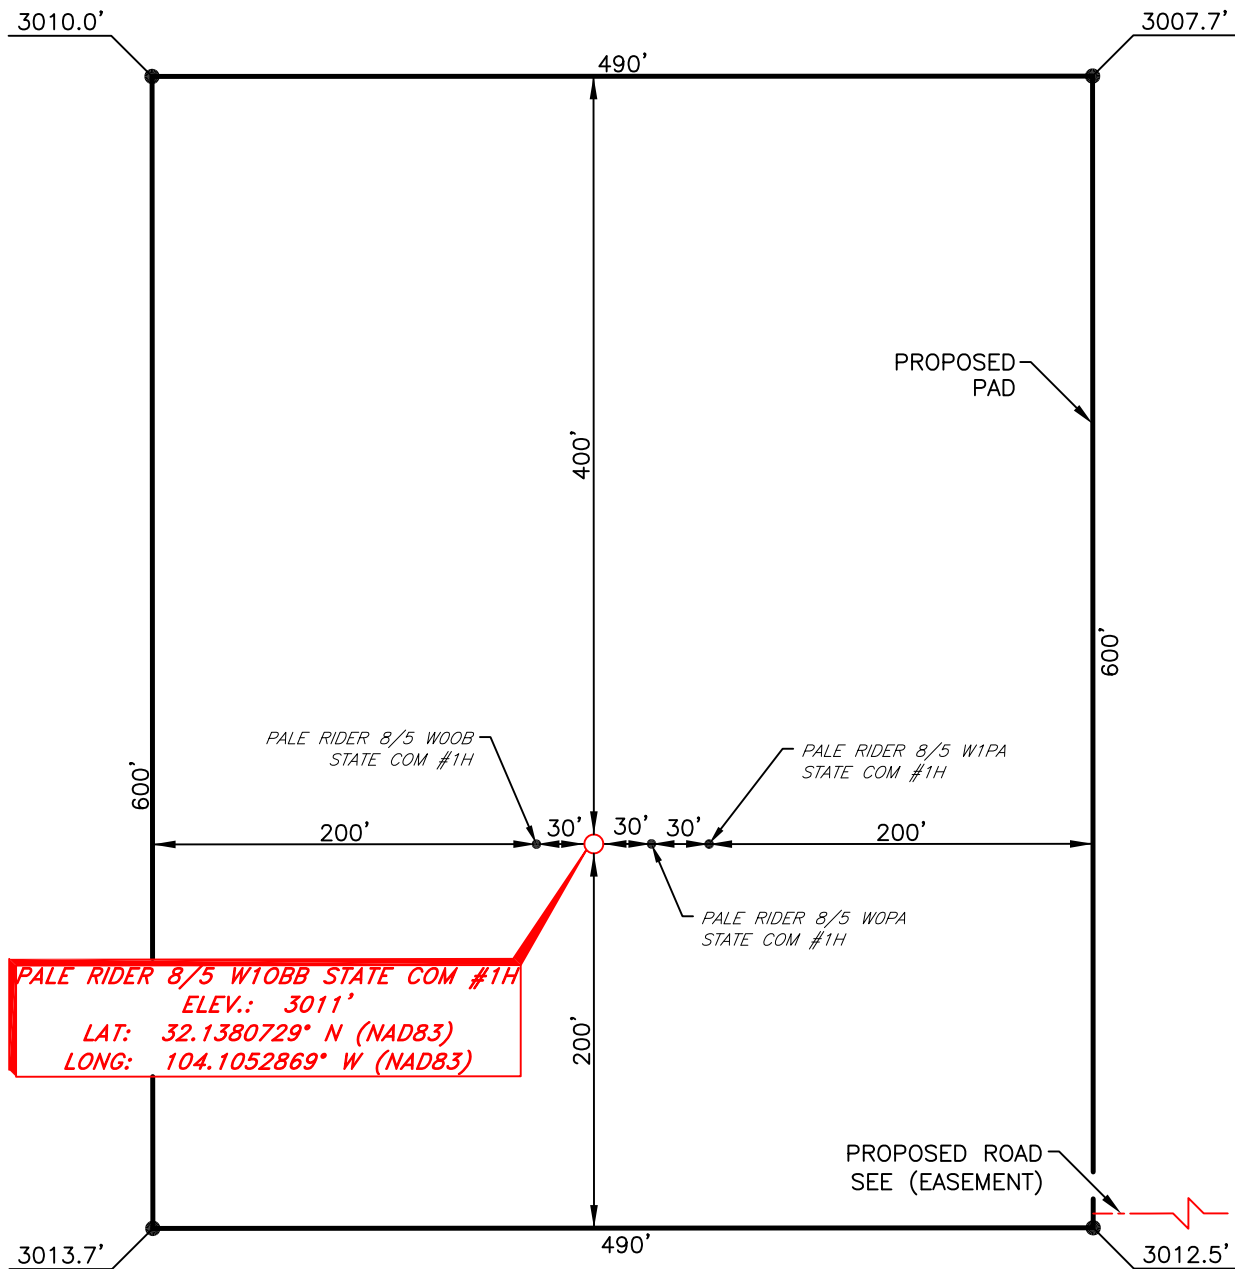 3010.0'
3007.7'
490'
PROPOSED
PAD
400'
600'
PALE RIDER 8/5 W0OB
STATE COM #1H
PALE RIDER 8/5 W1PA
STATE COM #1H
600'
200'
30'
30'
30'
200'
PALE RIDER 8/5 W0PA
STATE COM #1H
PALE RIDER 8/5 W1OBB STATE COM #1H
ELEV.: 3011'
LAT: 32.1380729° N (NAD83)
LONG: 104.1052869° W (NAD83)
200'
PROPOSED ROAD
SEE (EASEMENT)
3013.7'
490'
3012.5'